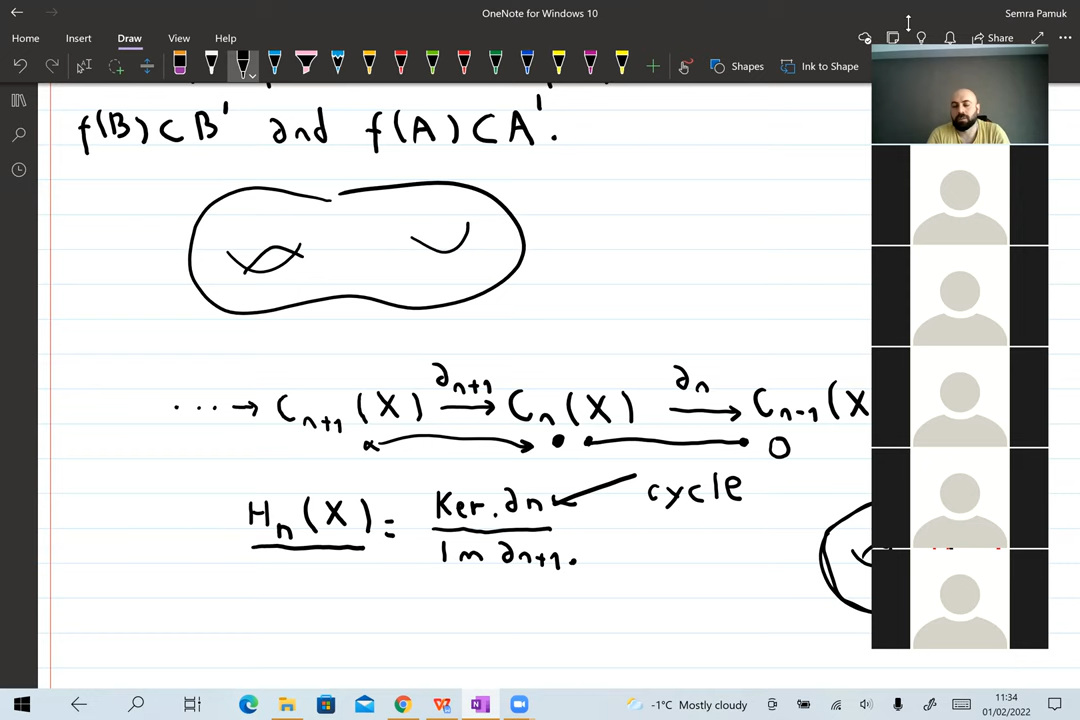 OneNote for Windows 10
Semra Pamuk
Home Insert Draw View Help
Share
Shapes Ink to Shape
f(B)⊂B' and f(A)⊂A'.
∂n+1 ∂n
···→ Cn+1 (X) → Cn (X) → Cn-1 (X
0
Hn (X) = Ker. ∂n cycle
Im ∂n+1.
-1°C Mostly cloudy
11:34
01/02/2022